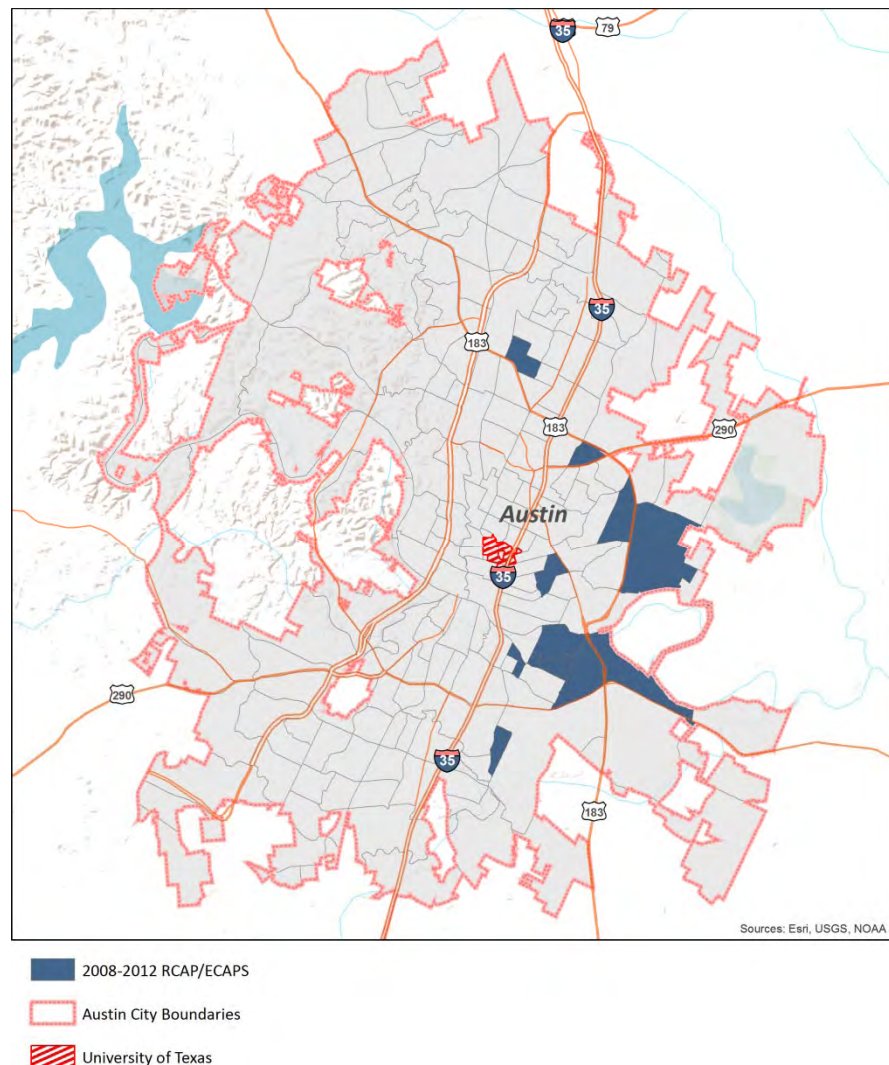 35
79
35
183
183
290
Austin
35
290
35
183
Sources: Esri, USGS, NOAA
2008-2012 RCAP/ECAPS
Austin City Boundaries
University of Texas